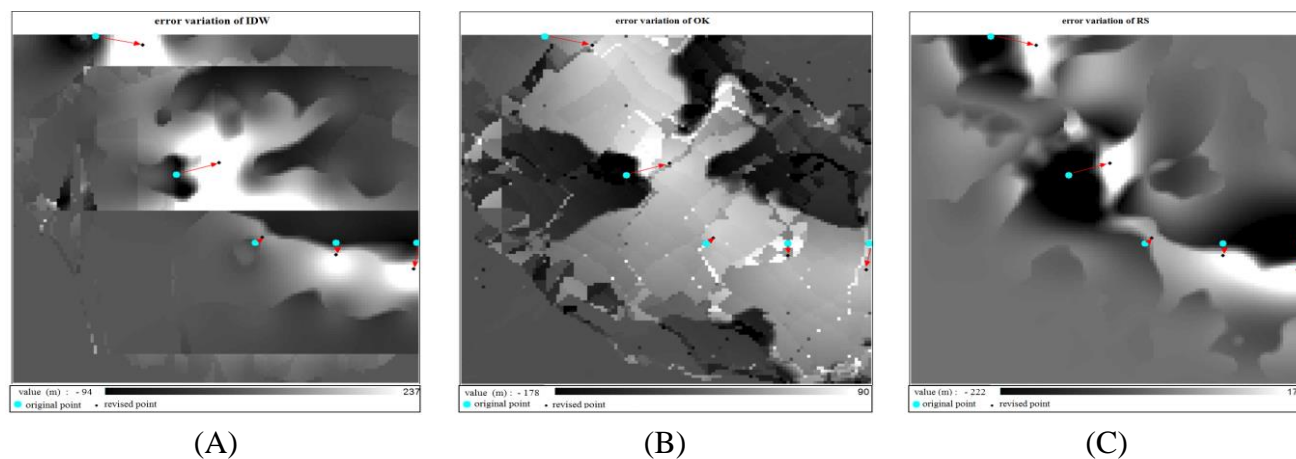 error variation of IDW
value (m) : - 94 237
original point revised point
(A)
error variation of OK
value (m) : - 178 90
original point revised point
(B)
error variation of RS
value (m) : - 222
original point revised point
(C)